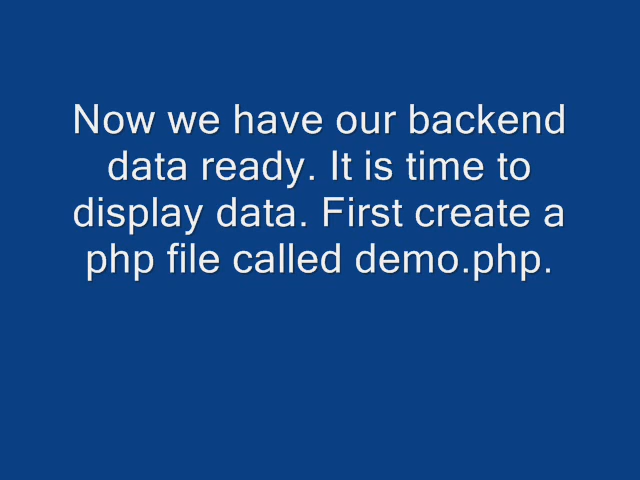 Now we have our backend
data ready. It is time to
display data. First create a
php file called demo.php.